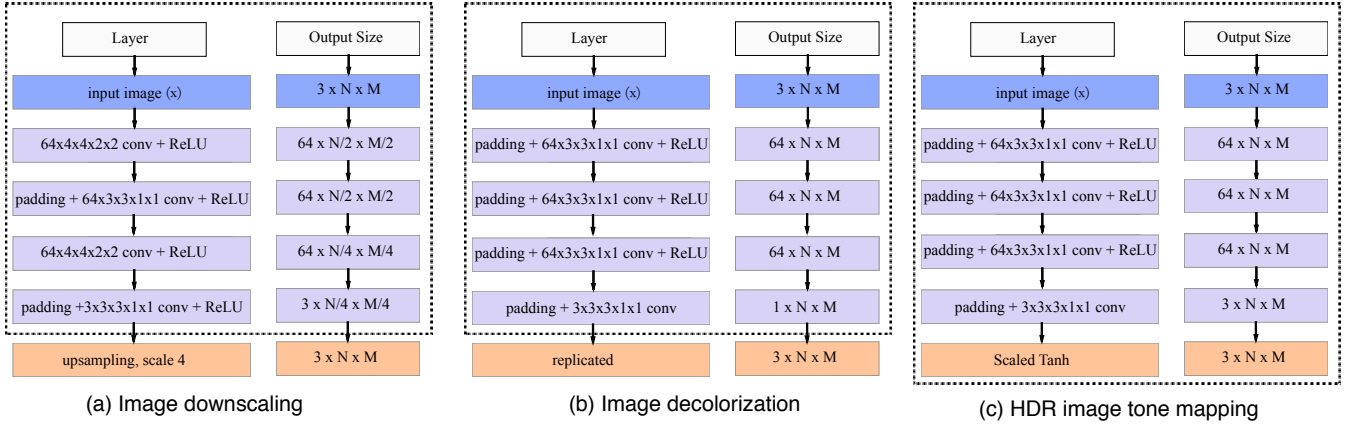 Layer
Output Size
input image (x)
3 x N x M
64x4x4x2x2 conv + ReLU
64 x N/2 x M/2
padding + 64x3x3x1x1 conv + ReLU
64 x N/2 x M/2
64x4x4x2x2 conv + ReLU
64 x N/4 x M/4
padding +3x3x3x1x1 conv + ReLU
3 x N/4 x M/4
upsampling, scale 4
3 x N x M
(a) Image downscaling
Layer
Output Size
input image (x)
3 x N x M
padding + 64x3x3x1x1 conv + ReLU
64 x N x M
padding + 64x3x3x1x1 conv + ReLU
64 x N x M
padding + 64x3x3x1x1 conv + ReLU
64 x N x M
padding + 3x3x3x1x1 conv
1 x N x M
replicated
3 x N x M
(b) Image decolorization
Layer
Output Size
input image (x)
3 x N x M
padding + 64x3x3x1x1 conv + ReLU
64 x N x M
padding + 64x3x3x1x1 conv + ReLU
64 x N x M
padding + 64x3x3x1x1 conv + ReLU
64 x N x M
padding + 3x3x3x1x1 conv
3 x N x M
Scaled Tanh
3 x N x M
(c) HDR image tone mapping